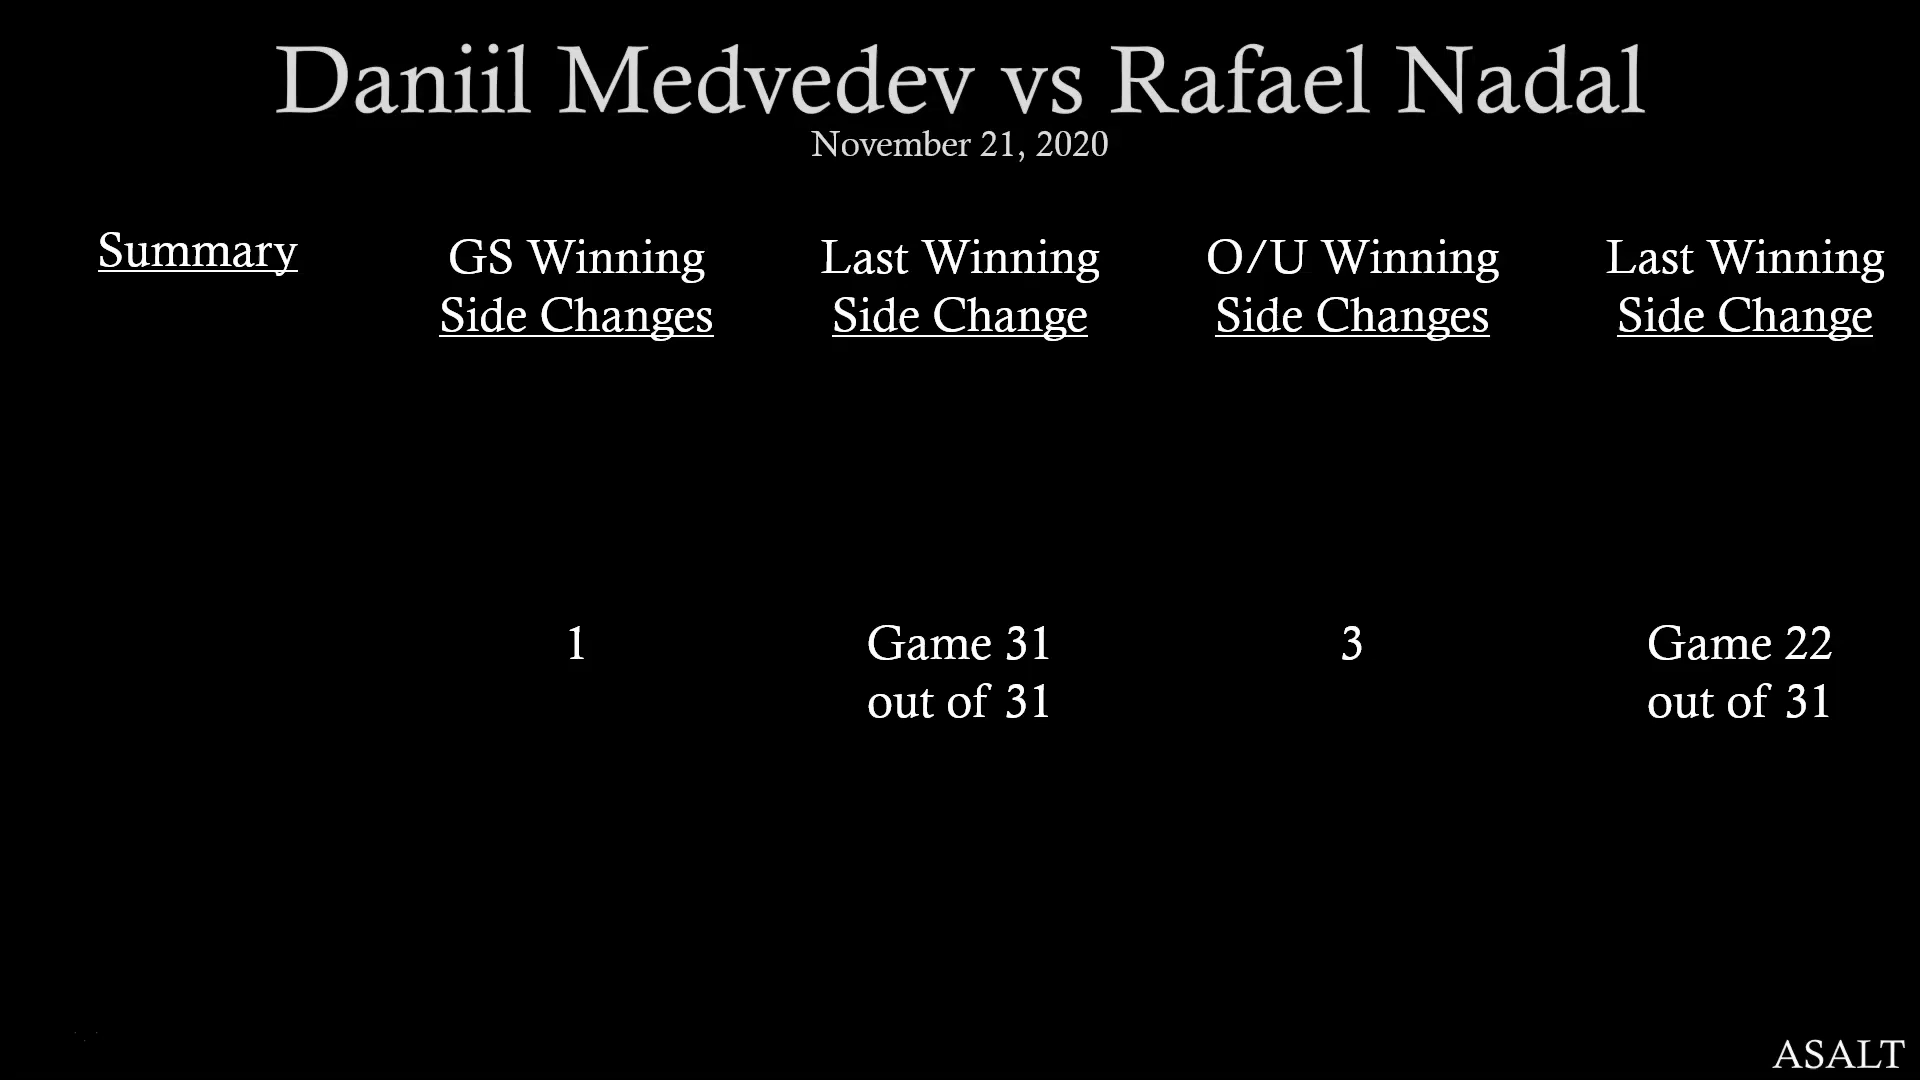 Daniil Medvedev vs Rafael Nadal
November 21, 2020
Summary
GS Winning
Side Changes
Last Winning
Side Change
O/U Winning
Side Changes
Last Winning
Side Change
1
Game 31
out of 31
3
Game 22
out of 31
ASALT